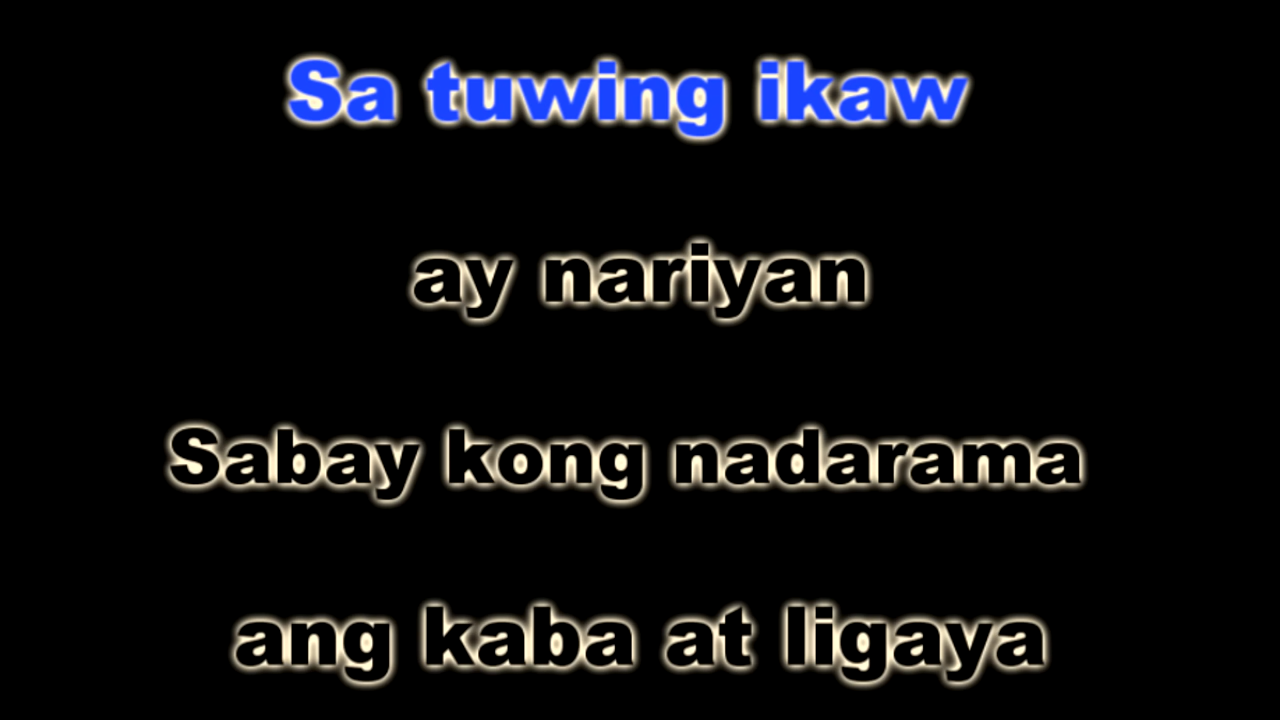 Sa tuwing ikaw
ay nariyan
Sabay kong nadarama
ang kaba at ligaya